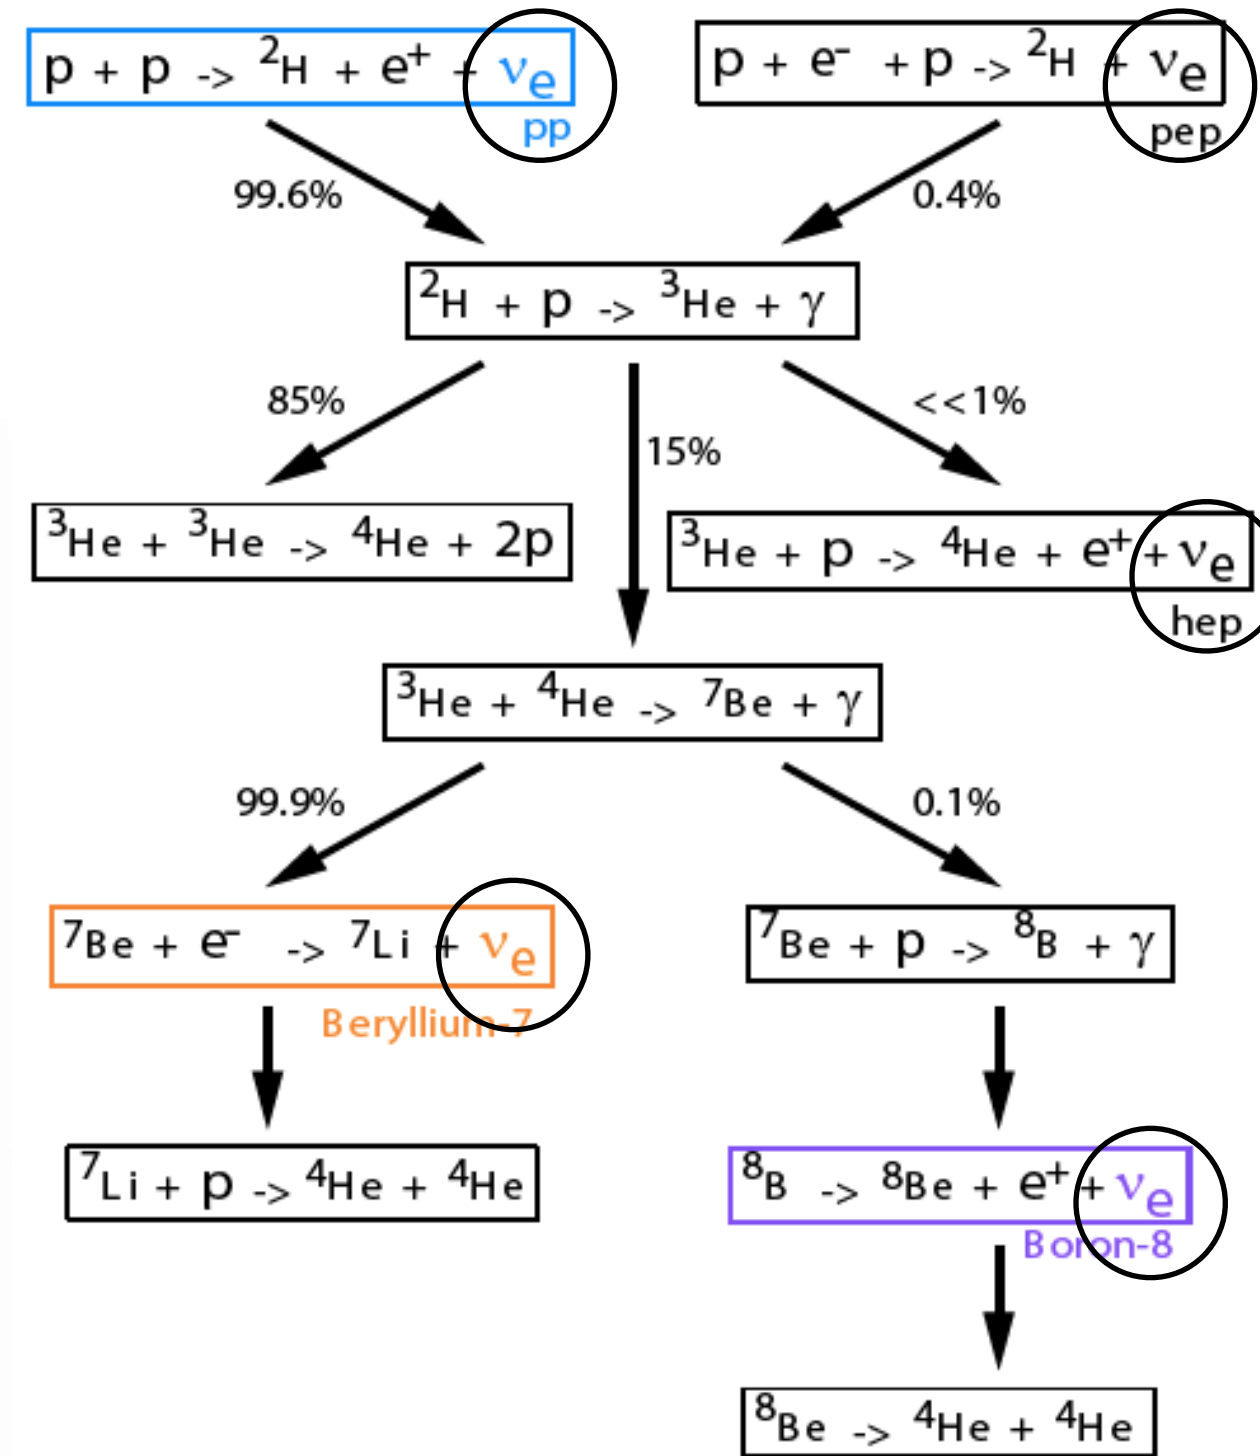 p + p -> ²H + e⁺ + νₑ
pp
p + e⁻ + p -> ²H + νₑ
pep
99.6%
0.4%
²H + p -> ³He + γ
85%
15%
<<1%
³He + ³He -> ⁴He + 2p
³He + p -> ⁴He + e⁺ + νₑ
hep
³He + ⁴He -> ⁷Be + γ
99.9%
0.1%
⁷Be + e⁻ -> ⁷Li + νₑ
Beryllium-7
⁷Be + p -> ⁸B + γ
⁷Li + p -> ⁴He + ⁴He
⁸B -> ⁸Be + e⁺ + νₑ
Boron-8
⁸Be -> ⁴He + ⁴He